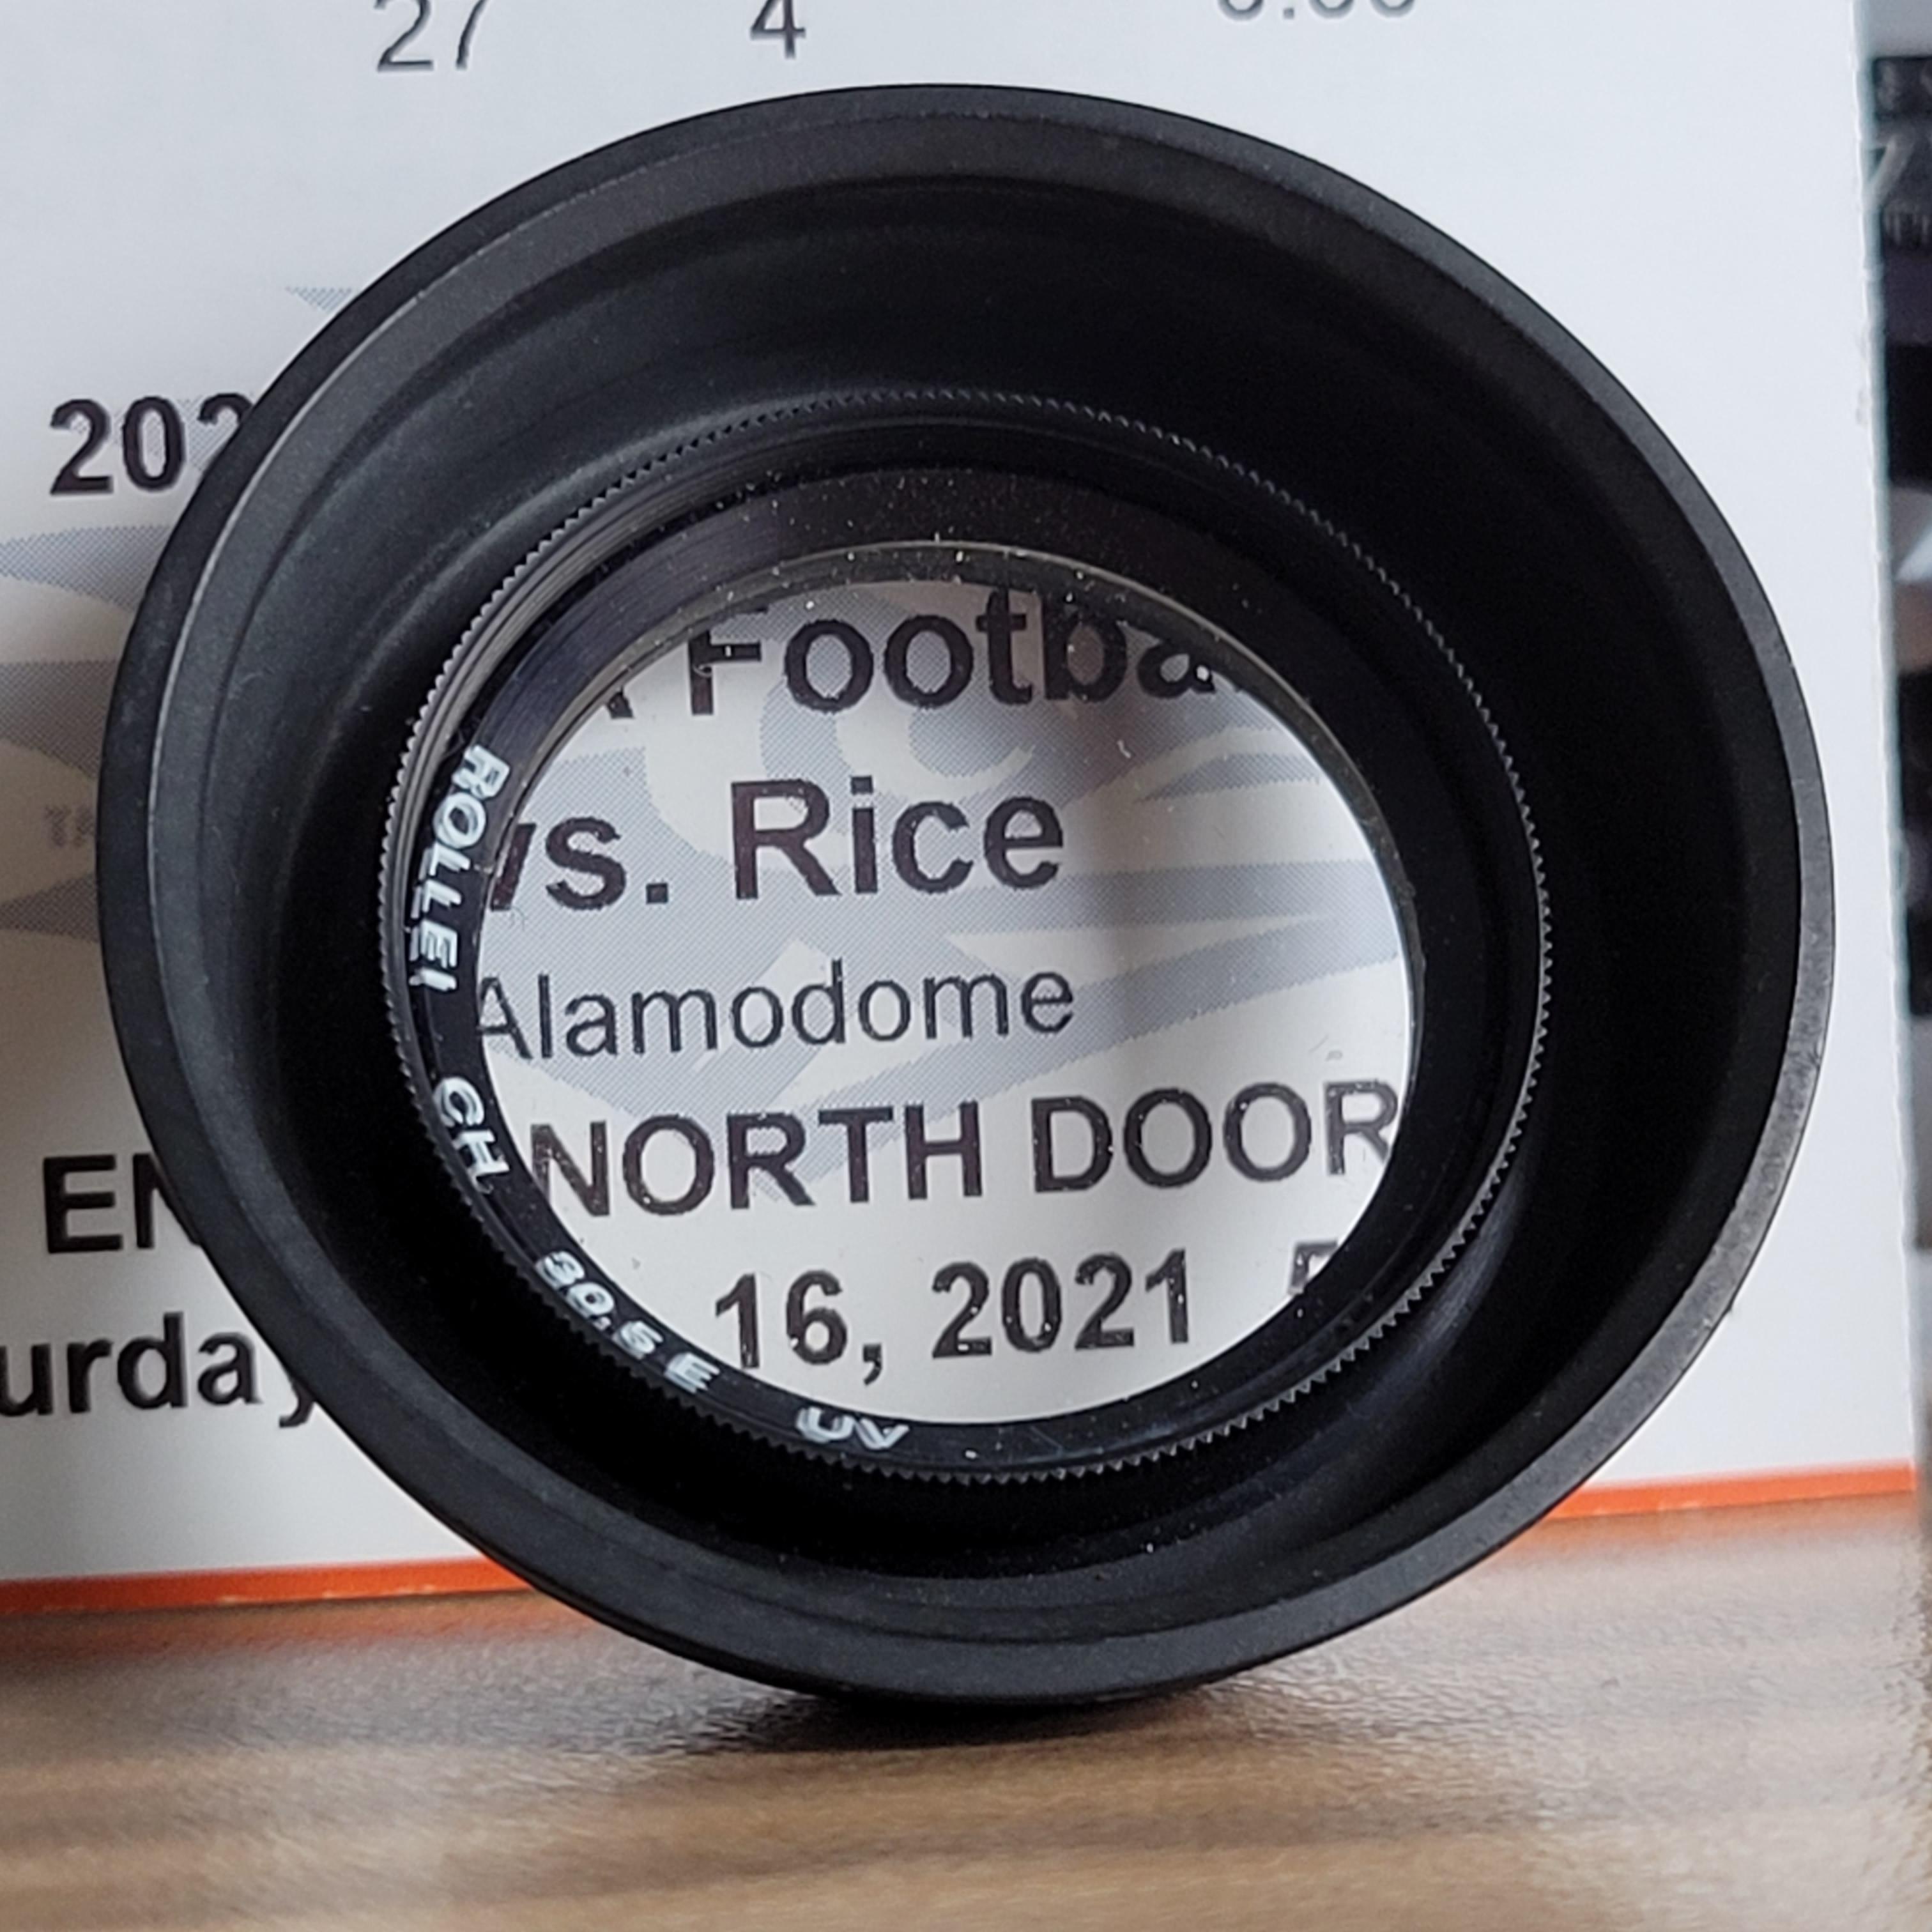 27 4
202
Footba
vs. Rice
Alamodome
EN NORTH DOOR
urday 16, 2021
ROLLEI CH 30,5 E UV